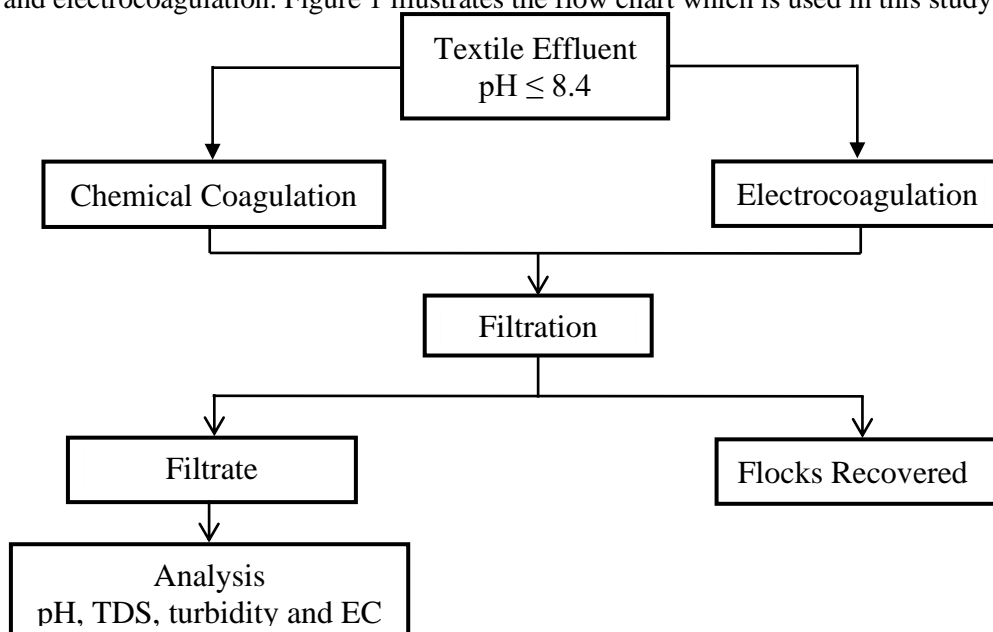 and electrocoagulation. Figure 1 illustrates the flow chart which is used in this study
Textile Effluent
pH ≤ 8.4
Chemical Coagulation
Electrocoagulation
Filtration
Filtrate
Flocks Recovered
Analysis
pH, TDS, turbidity and EC